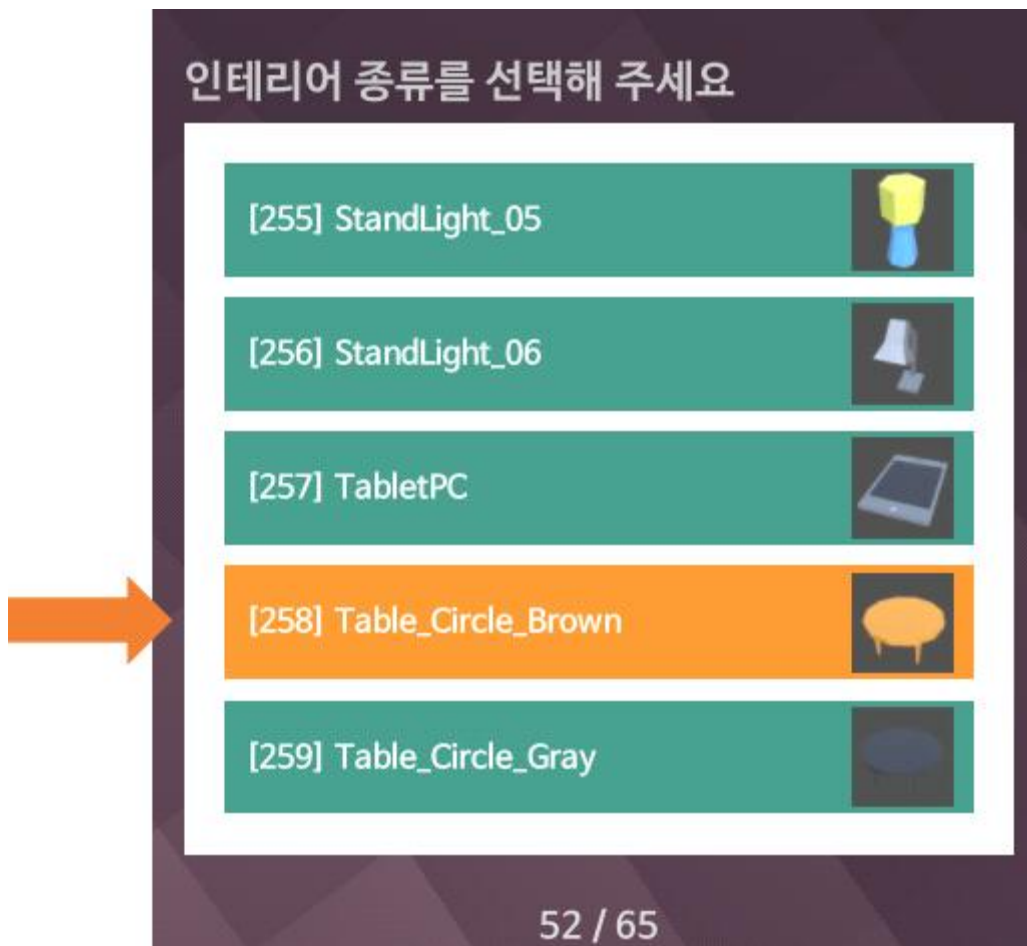 인테리어 종류를 선택해 주세요
[255] StandLight_05
[256] StandLight_06
[257] TabletPC
[258] Table_Circle_Brown
[259] Table_Circle_Gray
52 / 65